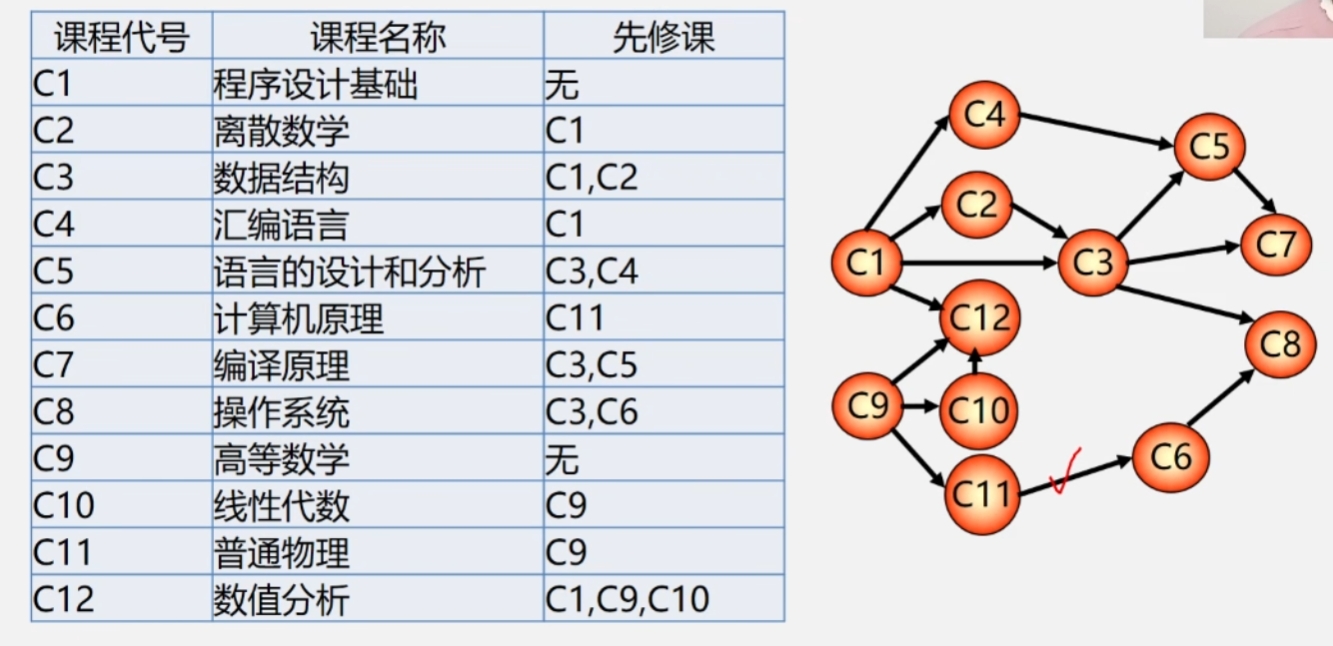 课程代号 课程名称 先修课
C1 程序设计基础 无
C2 离散数学 C1
C3 数据结构 C1,C2
C4 汇编语言 C1
C5 语言的设计和分析 C3,C4
C6 计算机原理 C11
C7 编译原理 C3,C5
C8 操作系统 C3,C6
C9 高等数学 无
C10 线性代数 C9
C11 普通物理 C9
C12 数值分析 C1,C9,C10
C4
C5
C2
C7
C1
C3
C12
C8
C9
C10
C6
C11